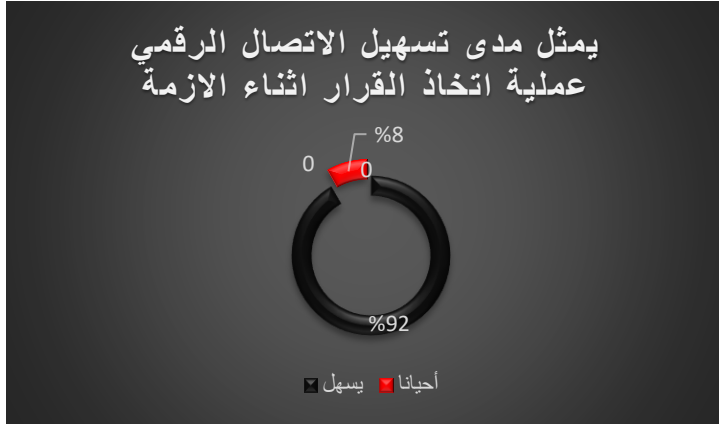 يمثل مدى تسهيل الاتصال الرقمي
عملية اتخاذ القرار اثناء الازمة
%8
0
0
%92
يسهل
أحيانا